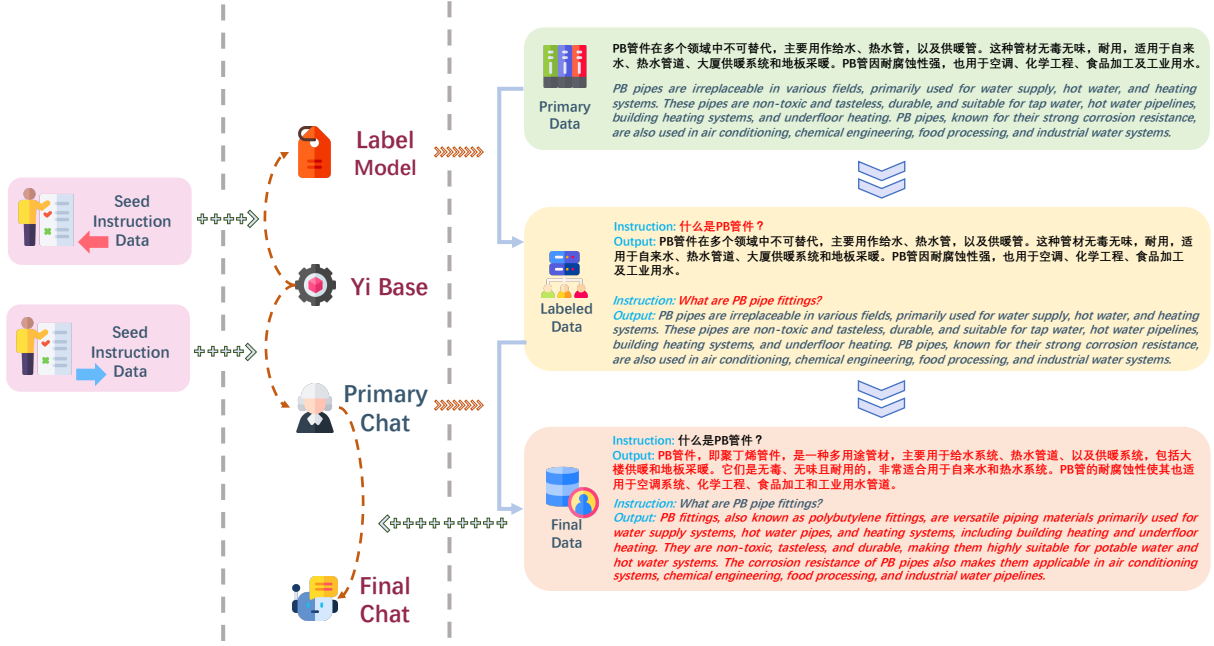 Seed
Instruction
Data
Seed
Instruction
Data
Label
Model
Yi Base
Primary
Chat
Final
Chat
Primary
Data
PB管件在多个领域中不可替代，主要用作给水、热水管，以及供暖管。这种管材无毒无味，耐用，适用于自来
水、热水管道、大厦供暖系统和地板采暖。PB管因耐腐蚀性强，也用于空调、化学工程、食品加工及工业用水。
PB pipes are irreplaceable in various fields, primarily used for water supply, hot water, and heating
systems. These pipes are non-toxic and tasteless, durable, and suitable for tap water, hot water pipelines,
building heating systems, and underfloor heating. PB pipes, known for their strong corrosion resistance,
are also used in air conditioning, chemical engineering, food processing, and industrial water systems.
Labeled
Data
Instruction: 什么是PB管件？
Output: PB管件在多个领域中不可替代，主要用作给水、热水管，以及供暖管。这种管材无毒无味，耐用，适
用于自来水、热水管道、大厦供暖系统和地板采暖。PB管因耐腐蚀性强，也用于空调、化学工程、食品加工
及工业用水。
Instruction: What are PB pipe fittings?
Output: PB pipes are irreplaceable in various fields, primarily used for water supply, hot water, and heating
systems. These pipes are non-toxic and tasteless, durable, and suitable for tap water, hot water pipelines,
building heating systems, and underfloor heating. PB pipes, known for their strong corrosion resistance,
are also used in air conditioning, chemical engineering, food processing, and industrial water systems.
Final
Data
Instruction: 什么是PB管件？
Output: PB管件，即聚丁烯管件，是一种多用途管材，主要用于给水系统、热水管道、以及供暖系统，包括大
楼供暖和地板采暖。它们是无毒、无味且耐用的，非常适合用于自来水和热水系统。PB管的耐腐蚀性使其也适
用于空调系统、化学工程、食品加工和工业用水管道。
Instruction: What are PB pipe fittings?
Output: PB fittings, also known as polybutylene fittings, are versatile piping materials primarily used for
water supply systems, hot water pipes, and heating systems, including building heating and underfloor
heating. They are non-toxic, tasteless, and durable, making them highly suitable for potable water and
hot water systems. The corrosion resistance of PB pipes also makes them applicable in air conditioning
systems, chemical engineering, food processing, and industrial water pipelines.